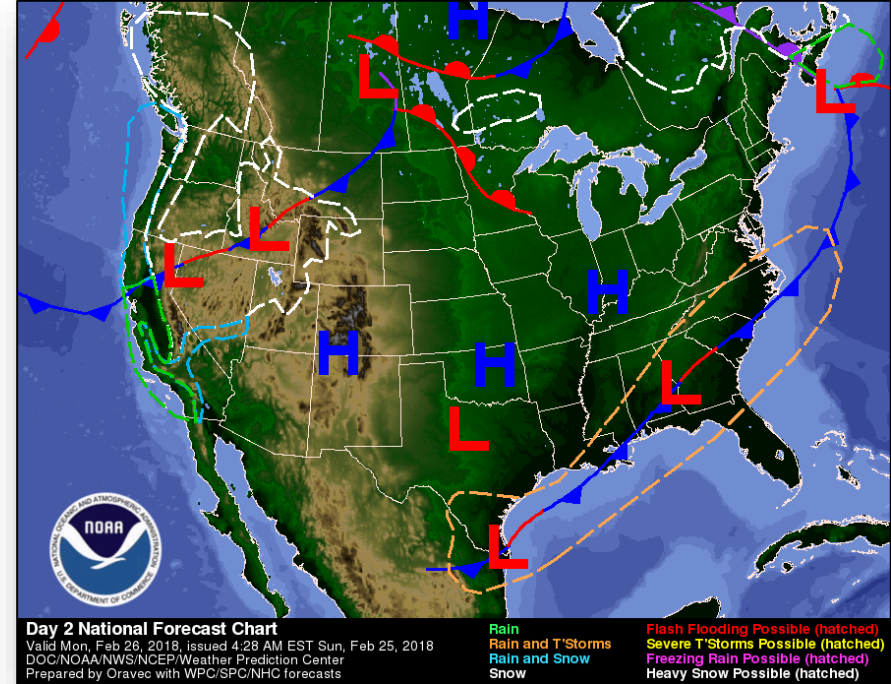 H
L
L
L
L
H
H
H
L
L
L
NOAA
NATIONAL OCEANIC AND ATMOSPHERIC ADMINISTRATION
U.S. DEPARTMENT OF COMMERCE
Day 2 National Forecast Chart
Valid Mon, Feb 26, 2018, issued 4:28 AM EST Sun, Feb 25, 2018
DOC/NOAA/NWS/NCEP/Weather Prediction Center
Prepared by Oravec with WPC/SPC/NHC forecasts
Rain
Rain and T'Storms
Rain and Snow
Snow
Flash Flooding Possible (hatched)
Severe T'Storms Possible (hatched)
Freezing Rain Possible (hatched)
Heavy Snow Possible (hatched)